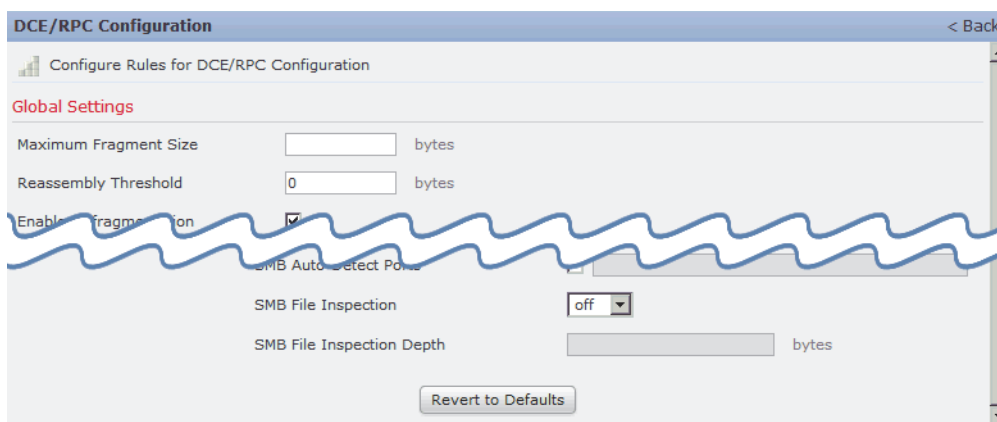 DCE/RPC Configuration < Back
Configure Rules for DCE/RPC Configuration
Global Settings
Maximum Fragment Size bytes
Reassembly Threshold 0 bytes
SMB Auto Detect Ports
SMB File Inspection off
SMB File Inspection Depth bytes
Revert to Defaults